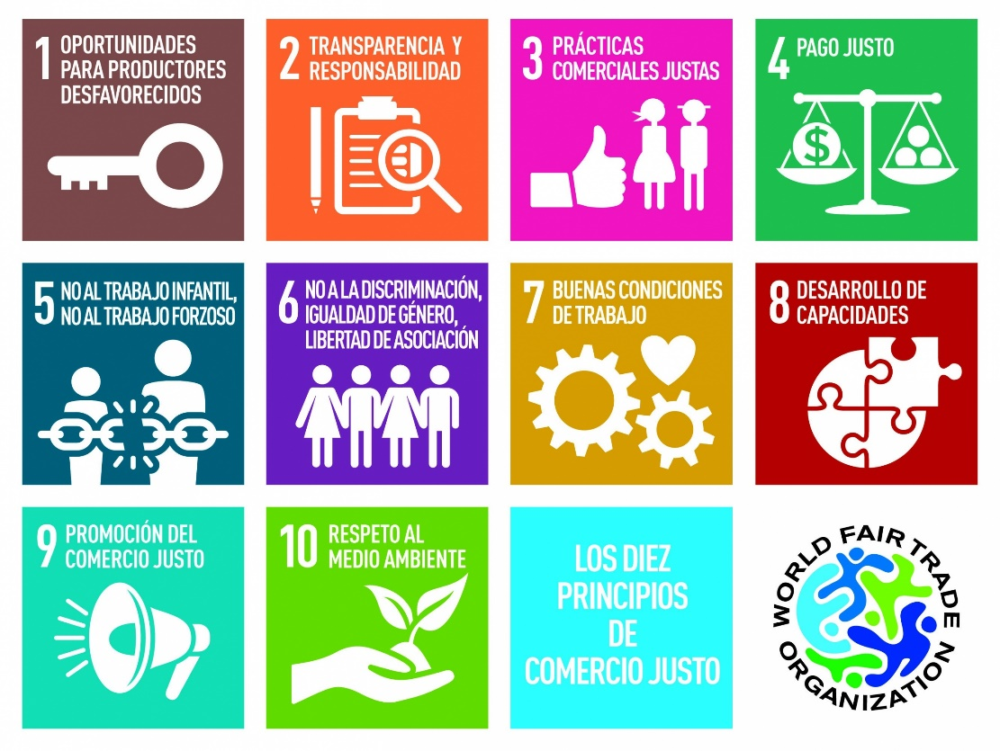 1 OPORTUNIDADES
PARA PRODUCTORES
DESFAVORECIDOS
2 TRANSPARENCIA Y
RESPONSABILIDAD
3 PRÁCTICAS
COMERCIALES JUSTAS
4 PAGO JUSTO
$
5 NO AL TRABAJO INFANTIL,
NO AL TRABAJO FORZOSO
6 NO A LA DISCRIMINACIÓN,
IGUALDAD DE GÉNERO,
LIBERTAD DE ASOCIACIÓN
7 BUENAS CONDICIONES
DE TRABAJO
8 DESARROLLO DE
CAPACIDADES
9 PROMOCIÓN DEL
COMERCIO JUSTO
10 RESPETO AL
MEDIO AMBIENTE
LOS DIEZ
PRINCIPIOS
DE
COMERCIO JUSTO
WORLD FAIR TRADE
ORGANIZATION